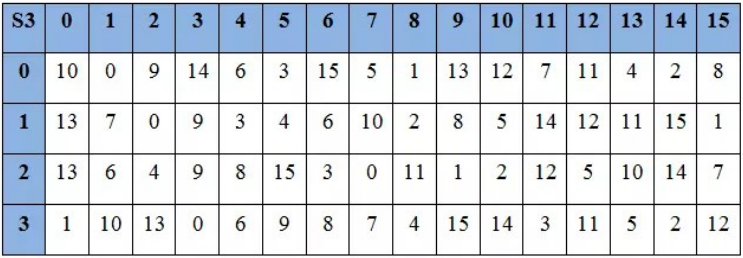 S3 0 1 2 3 4 5 6 7 8 9 10 11 12 13 14 15
0 10 0 9 14 6 3 15 5 1 13 12 7 11 4 2 8
1 13 7 0 9 3 4 6 10 2 8 5 14 12 11 15 1
2 13 6 4 9 8 15 3 0 11 1 2 12 5 10 14 7
3 1 10 13 0 6 9 8 7 4 15 14 3 11 5 2 12